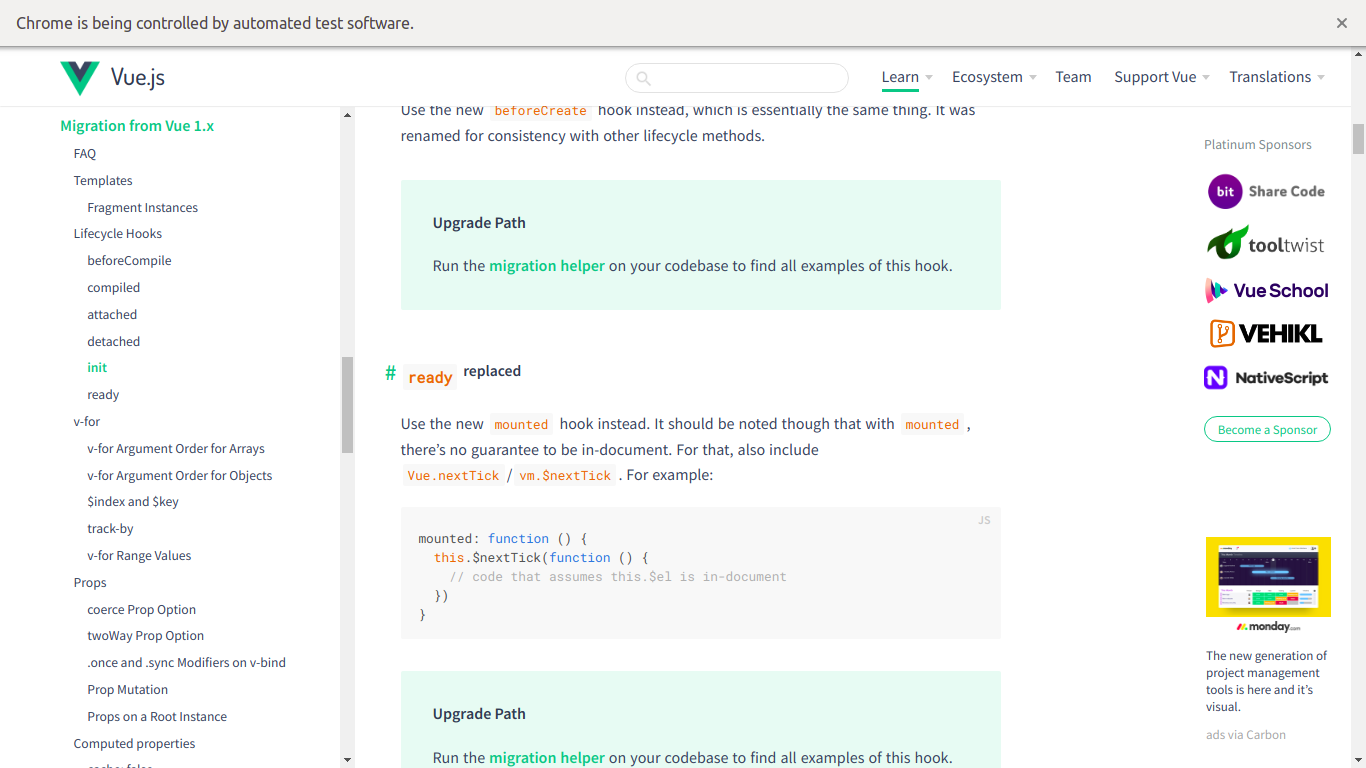 Chrome is being controlled by automated test software.
Vue.js
Learn
Ecosystem
Team
Support Vue
Translations
Migration from Vue 1.x
FAQ
Templates
Fragment Instances
Lifecycle Hooks
beforeCompile
compiled
attached
detached
init
ready
v-for
v-for Argument Order for Arrays
v-for Argument Order for Objects
$index and $key
track-by
v-for Range Values
Props
coerce Prop Option
twoWay Prop Option
.once and .sync Modifiers on v-bind
Prop Mutation
Props on a Root Instance
Computed properties
cache: false
Use the new beforeCreate hook instead, which is essentially the same thing. It was
renamed for consistency with other lifecycle methods.
Upgrade Path
Run the migration helper on your codebase to find all examples of this hook.
# ready replaced
Use the new mounted hook instead. It should be noted though that with mounted ,
there's no guarantee to be in-document. For that, also include
Vue.nextTick / vm.$nextTick . For example:
JS
mounted: function () {
this.$nextTick(function () {
// code that assumes this.$el is in-document
})
}
Upgrade Path
Run the migration helper on your codebase to find all examples of this hook.
Platinum Sponsors
bit Share Code
tooltwist
Vue School
VEHIKL
N NativeScript
Become a Sponsor
monday.com
The new generation of
project management
tools is here and it's
visual.
ads via Carbon